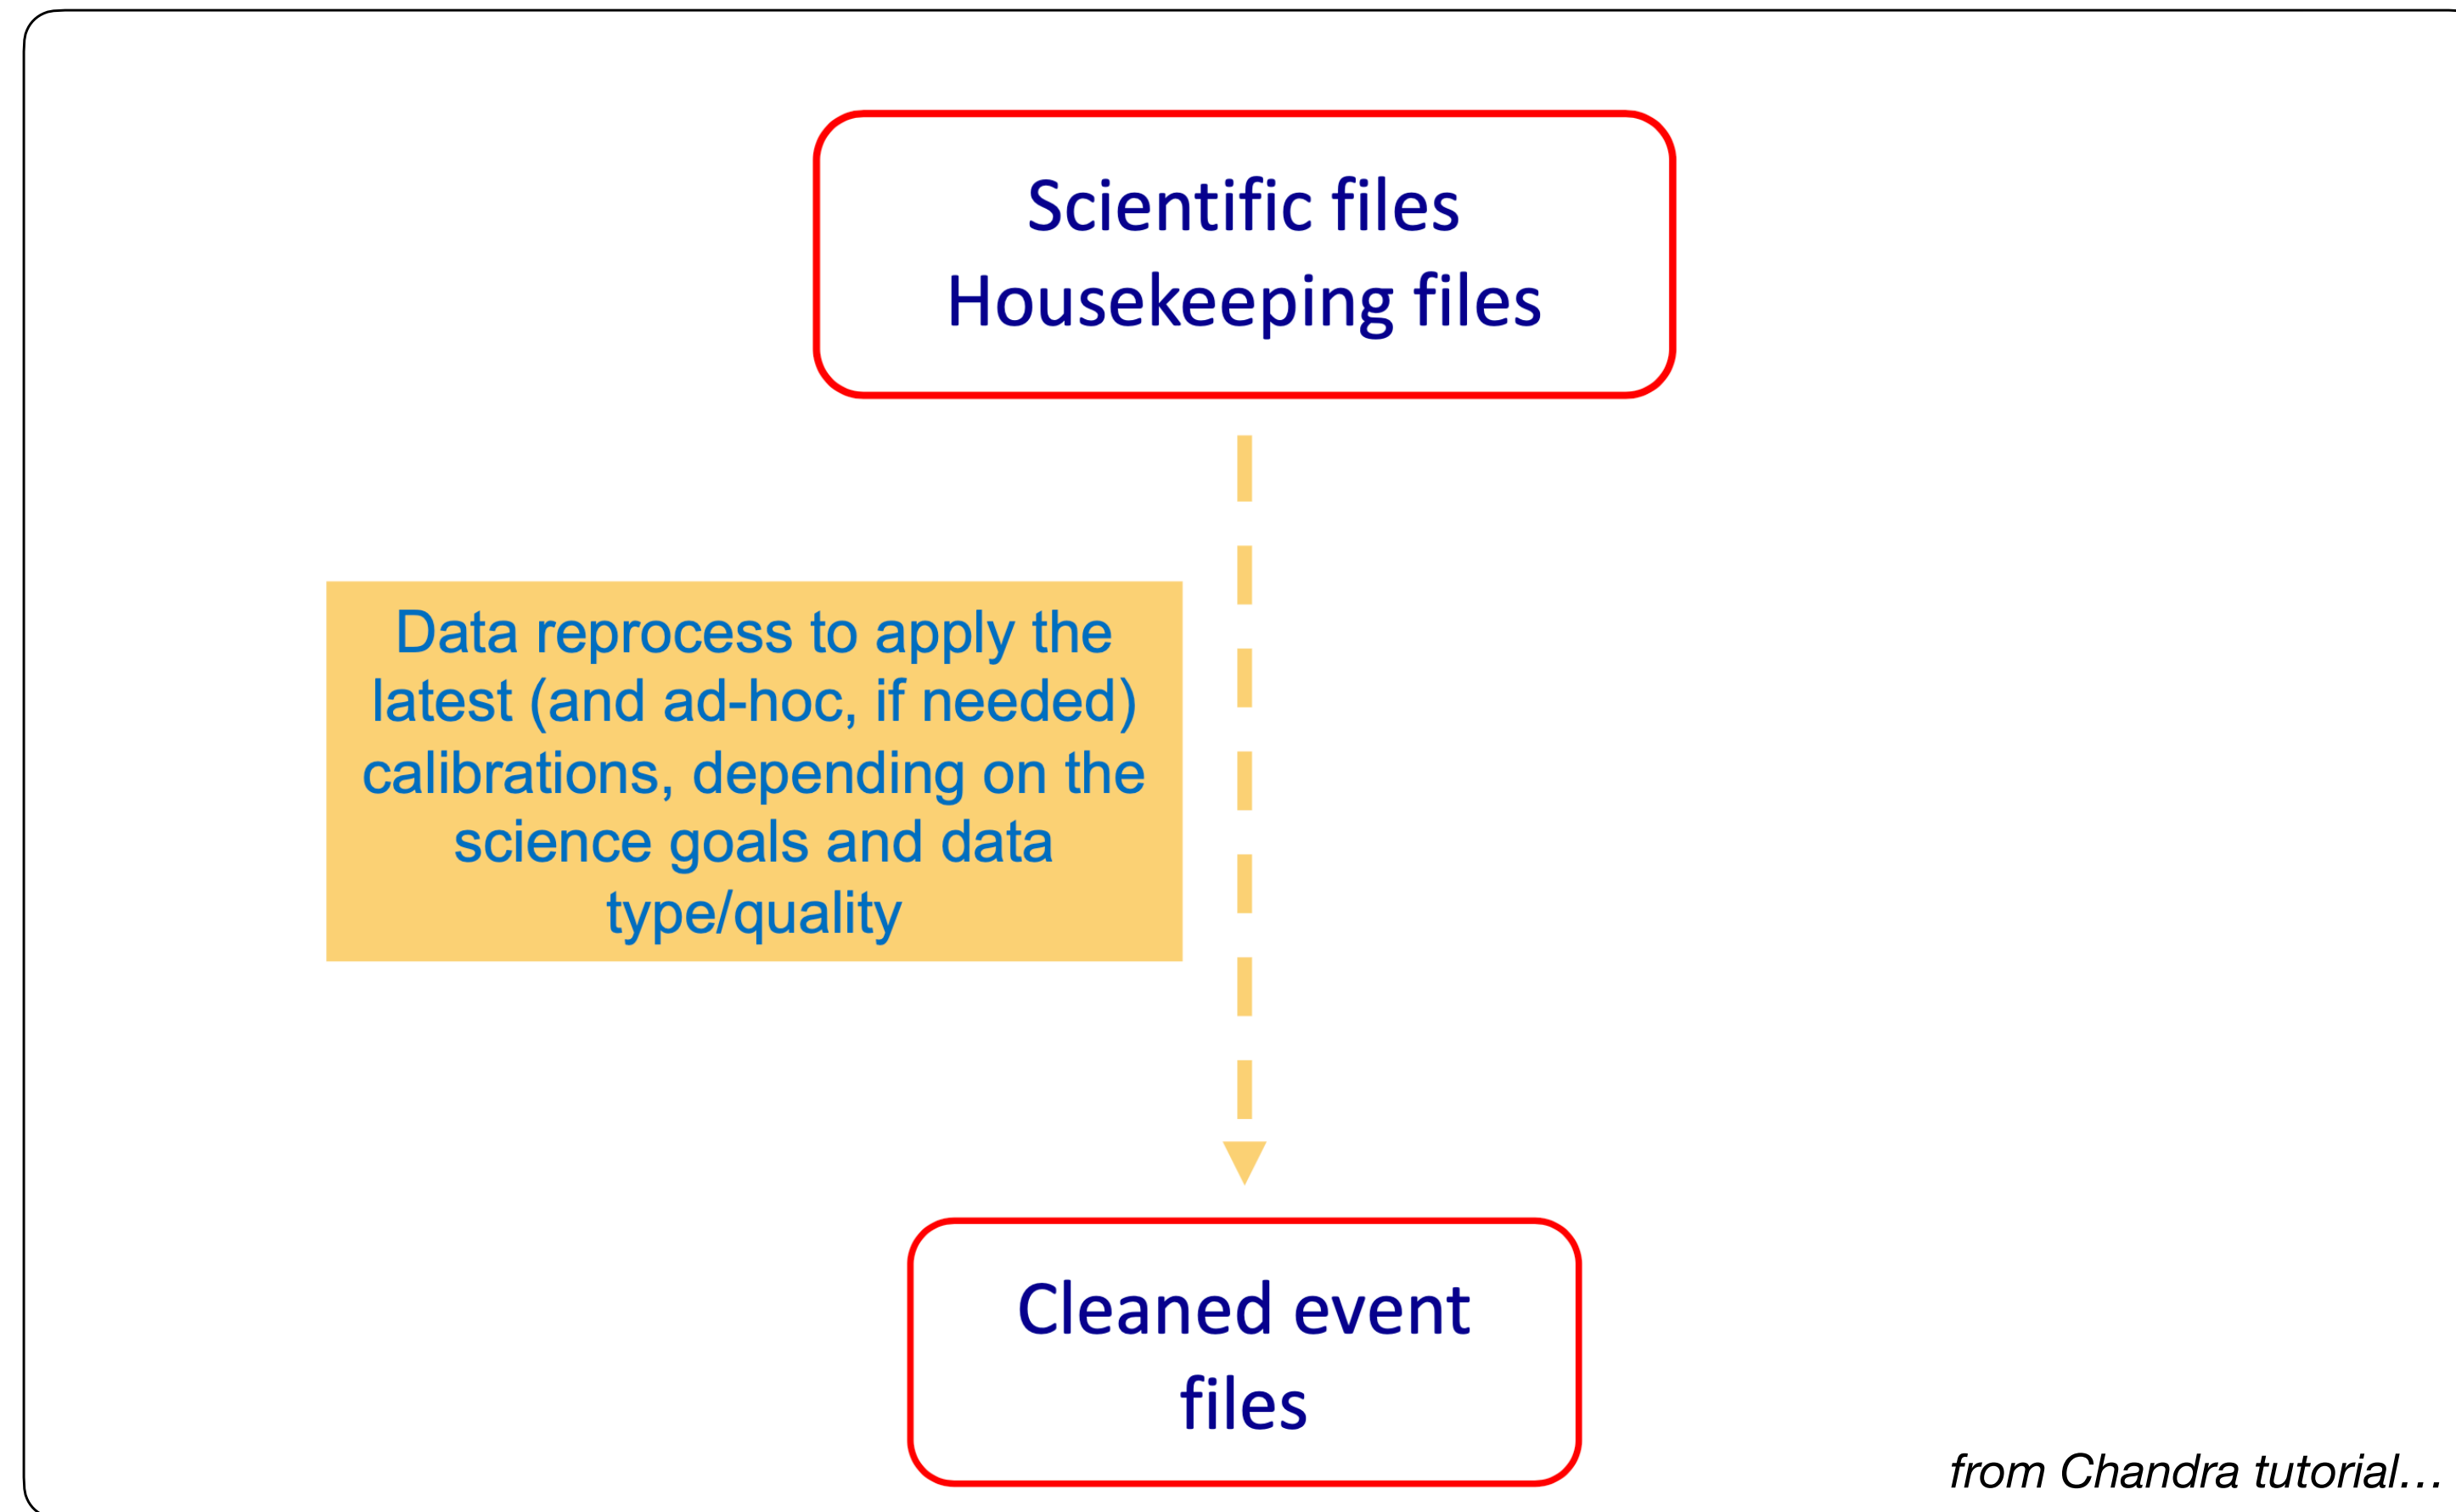 Scientific files
Housekeeping files
Data reprocess to apply the
latest (and ad-hoc, if needed)
calibrations, depending on the
science goals and data
type/quality
Cleaned event
files
from Chandra tutorial...